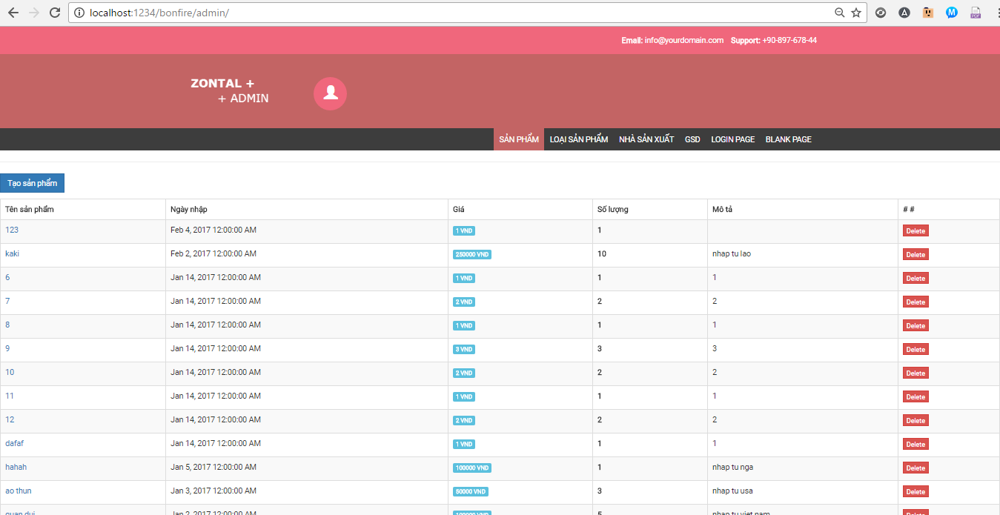 localhost:1234/bonfire/admin/
Email: info@yourdomain.com Support: +90-897-678-44
ZONTAL +
+ ADMIN
SẢN PHẨM LOẠI SẢN PHẨM NHÀ SẢN XUẤT GSD LOGIN PAGE BLANK PAGE
Tạo sản phẩm
Tên sản phẩm Ngày nhập Giá Số lượng Mô tả # #
123 Feb 4, 2017 12:00:00 AM 1 VND 1 Delete
kaki Feb 2, 2017 12:00:00 AM 250000 VND 10 nhap tu lao Delete
6 Jan 14, 2017 12:00:00 AM 1 VND 1 1 Delete
7 Jan 14, 2017 12:00:00 AM 2 VND 2 2 Delete
8 Jan 14, 2017 12:00:00 AM 1 VND 1 1 Delete
9 Jan 14, 2017 12:00:00 AM 3 VND 3 3 Delete
10 Jan 14, 2017 12:00:00 AM 2 VND 2 2 Delete
11 Jan 14, 2017 12:00:00 AM 1 VND 1 1 Delete
12 Jan 14, 2017 12:00:00 AM 2 VND 2 2 Delete
dafaf Jan 14, 2017 12:00:00 AM 1 VND 1 1 Delete
hahah Jan 5, 2017 12:00:00 AM 100000 VND 1 nhap tu nga Delete
ao thun Jan 3, 2017 12:00:00 AM 50000 VND 3 nhap tu usa Delete
quan dui Jan 2, 2017 12:00:00 AM 100000 VND 5 nhap tu viet nam Delete